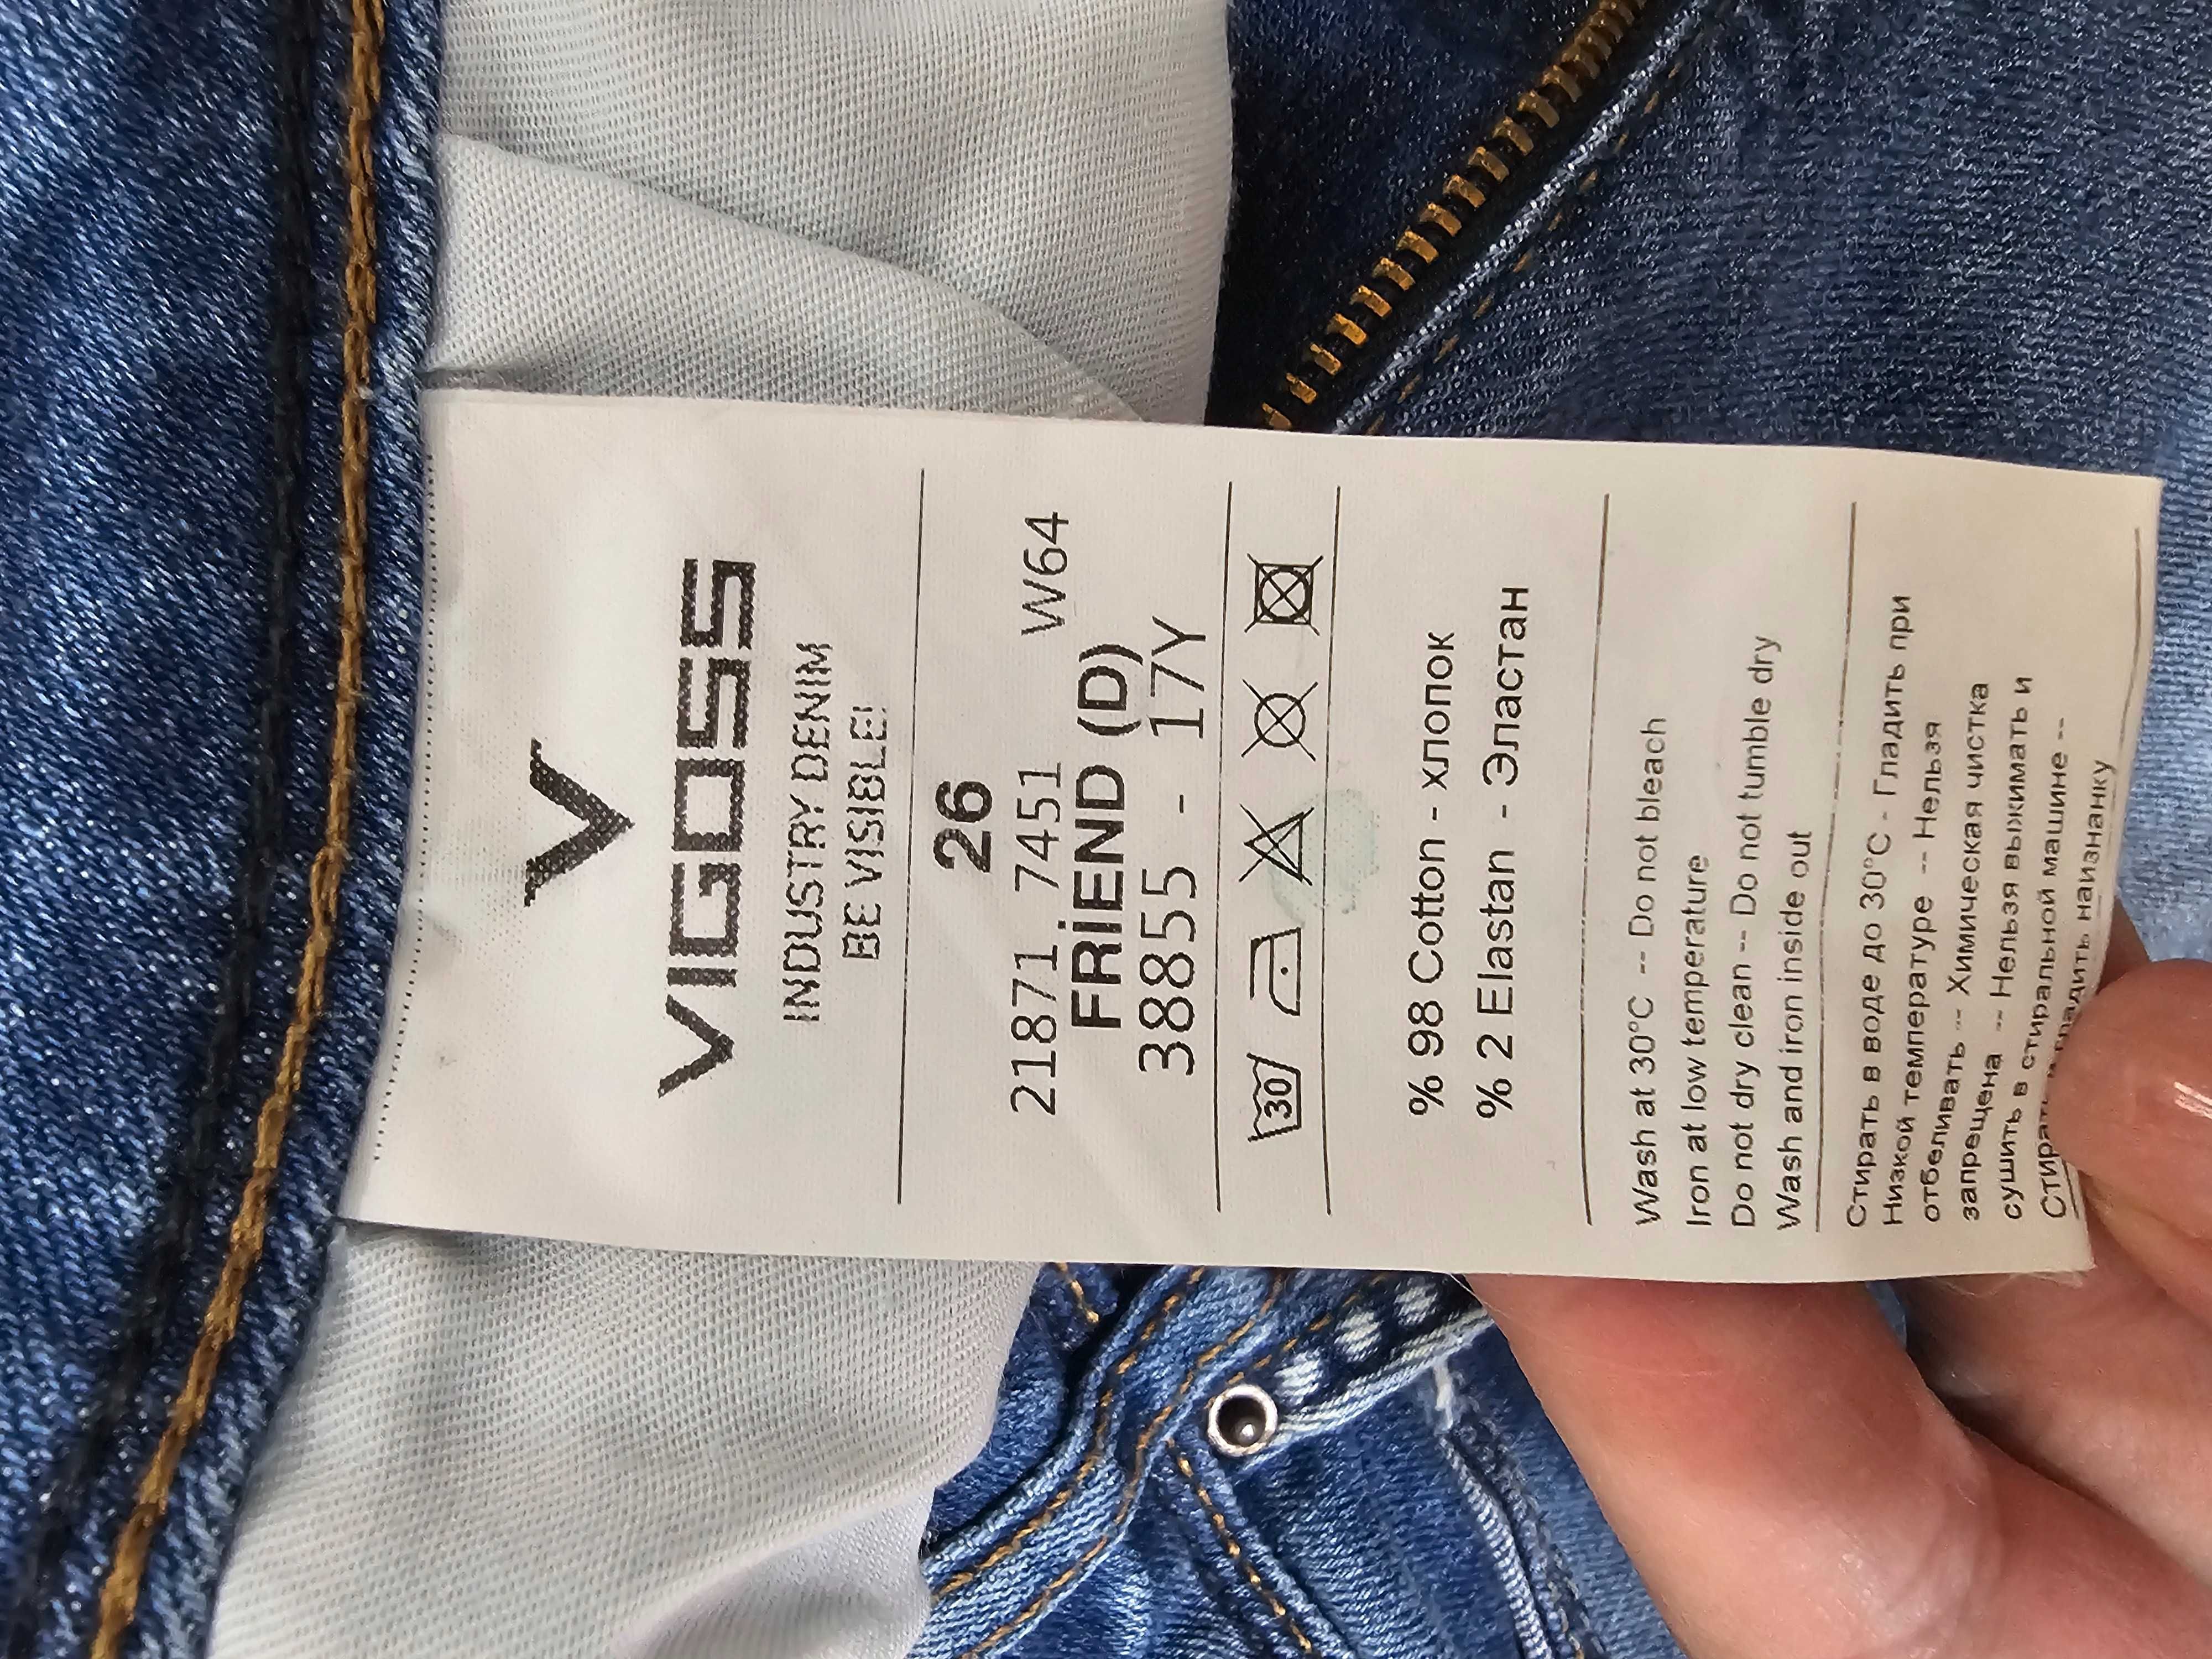 V
VIGOSS
INDUSTRY DENIM
BE VISIBLE!
26
21871 7451 W64
FRIEND (D)
38855 - 17Y
30
% 98 Cotton - хлопок
% 2 Elastan - Эластан
Wash at 30°C -- Do not bleach
Iron at low temperature
Do not dry clean -- Do not tumble dry
Wash and iron inside out
Стирать в воде до 30°C - Гладить при
Низкой температуре -- Нельзя
отбеливать -- Химическая чистка
запрещена -- Нельзя выжимать и
сушить в стиральной машине --
наизнанку